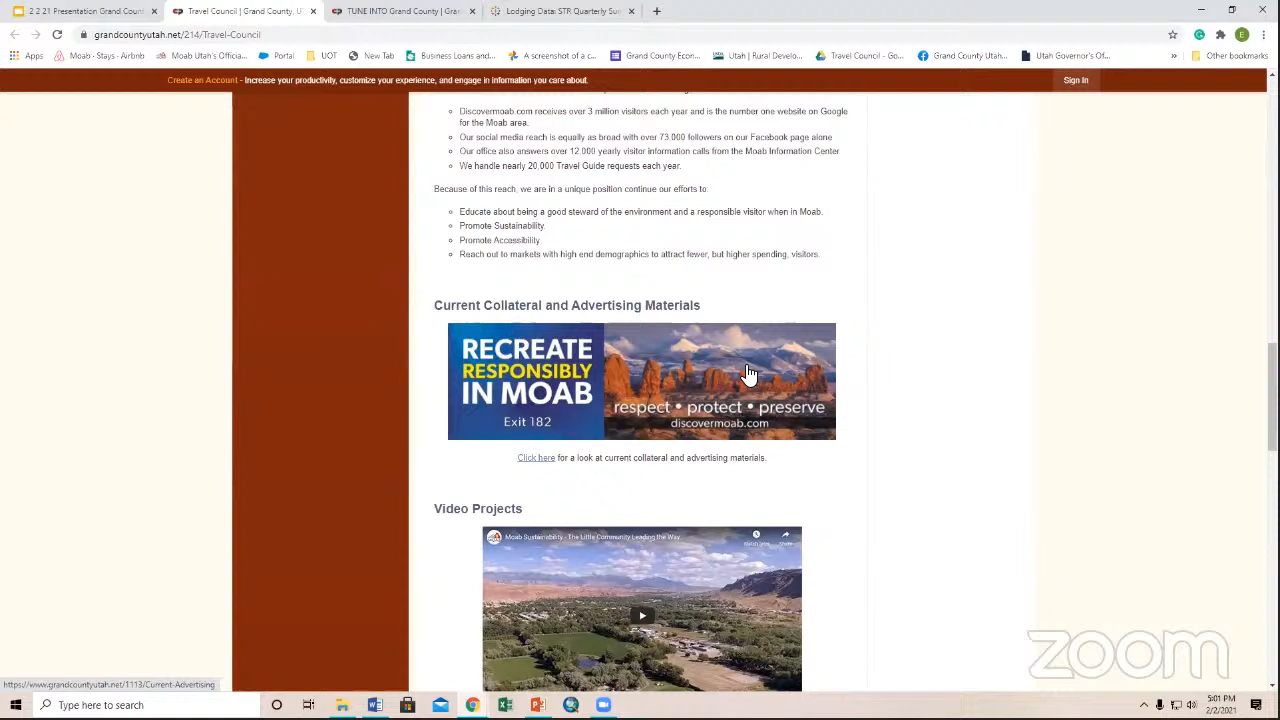 2 2 21 Presentation Grand Count
Travel Council | Grand County, U
TUNE INTO Grand County | Gra
Lodging Data: STR Quarterly Sur
grandcountyutah.net/214/Travel-Council
Apps
Moab - Stays - Airbnb
Moab Utah's Officia...
Portal
UOT
New Tab
Business Loans-and...
A screenshot of a c...
Grand County Econ...
Utah | Rural Develo...
Travel Council - Go...
Grand County Utah...
Utah Governor's Of...
»
Other bookmarks
Create an Account - Increase your productivity, customize your experience, and engage in information you care about.
Sign In
Discovermoab.com receives over 3 million visitors each year and is the number one website on Google
for the Moab area.
Our social media reach is equally as broad with over 73,000 followers on our Facebook page alone
Our office also answers over 12,000 yearly visitor information calls from the Moab Information Center.
We handle nearly 20,000 Travel Guide requests each year.
Because of this reach, we are in a unique position continue our efforts to:
Educate about being a good steward of the environment and a responsible visitor when in Moab.
Promote Sustainability.
Promote Accessibility.
Reach out to markets with high end demographics to attract fewer, but higher spending, visitors.
Current Collateral and Advertising Materials
RECREATE
RESPONSIBLY
IN MOAB
Exit 182
respect • protect • preserve
discovermoab.com
Click here for a look at current collateral and advertising materials.
Video Projects
Moab Sustainability - The Little Community Leading the Way
Watch later
Share
zoom
https://www.grandcountyutah.net/1113/Current-Advertising
Type here to search
5:01 PM
2/2/2021